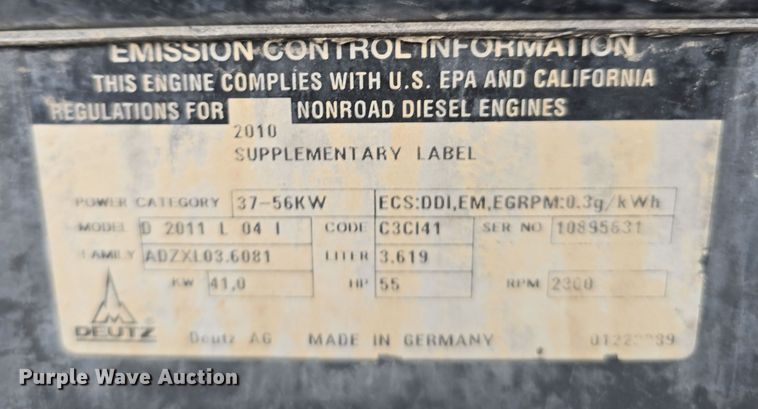 EMISSION CONTROL INFORMATION
THIS ENGINE COMPLIES WITH U.S. EPA AND CALIFORNIA
REGULATIONS FOR NONROAD DIESEL ENGINES
2010
SUPPLEMENTARY LABEL
POWER CATEGORY 37-56KW ECS:DDI,EM,EGRPM:0.3g/kWh
MODEL D 2011 L 04 I CODE C3CI41 SER NO 10895631
FAMILY ADZXL03.6081 LITER 3,619
KW 41,0 HP 55 RPM 2300
DEUTZ Deutz AG MADE IN GERMANY
Purple Wave Auction